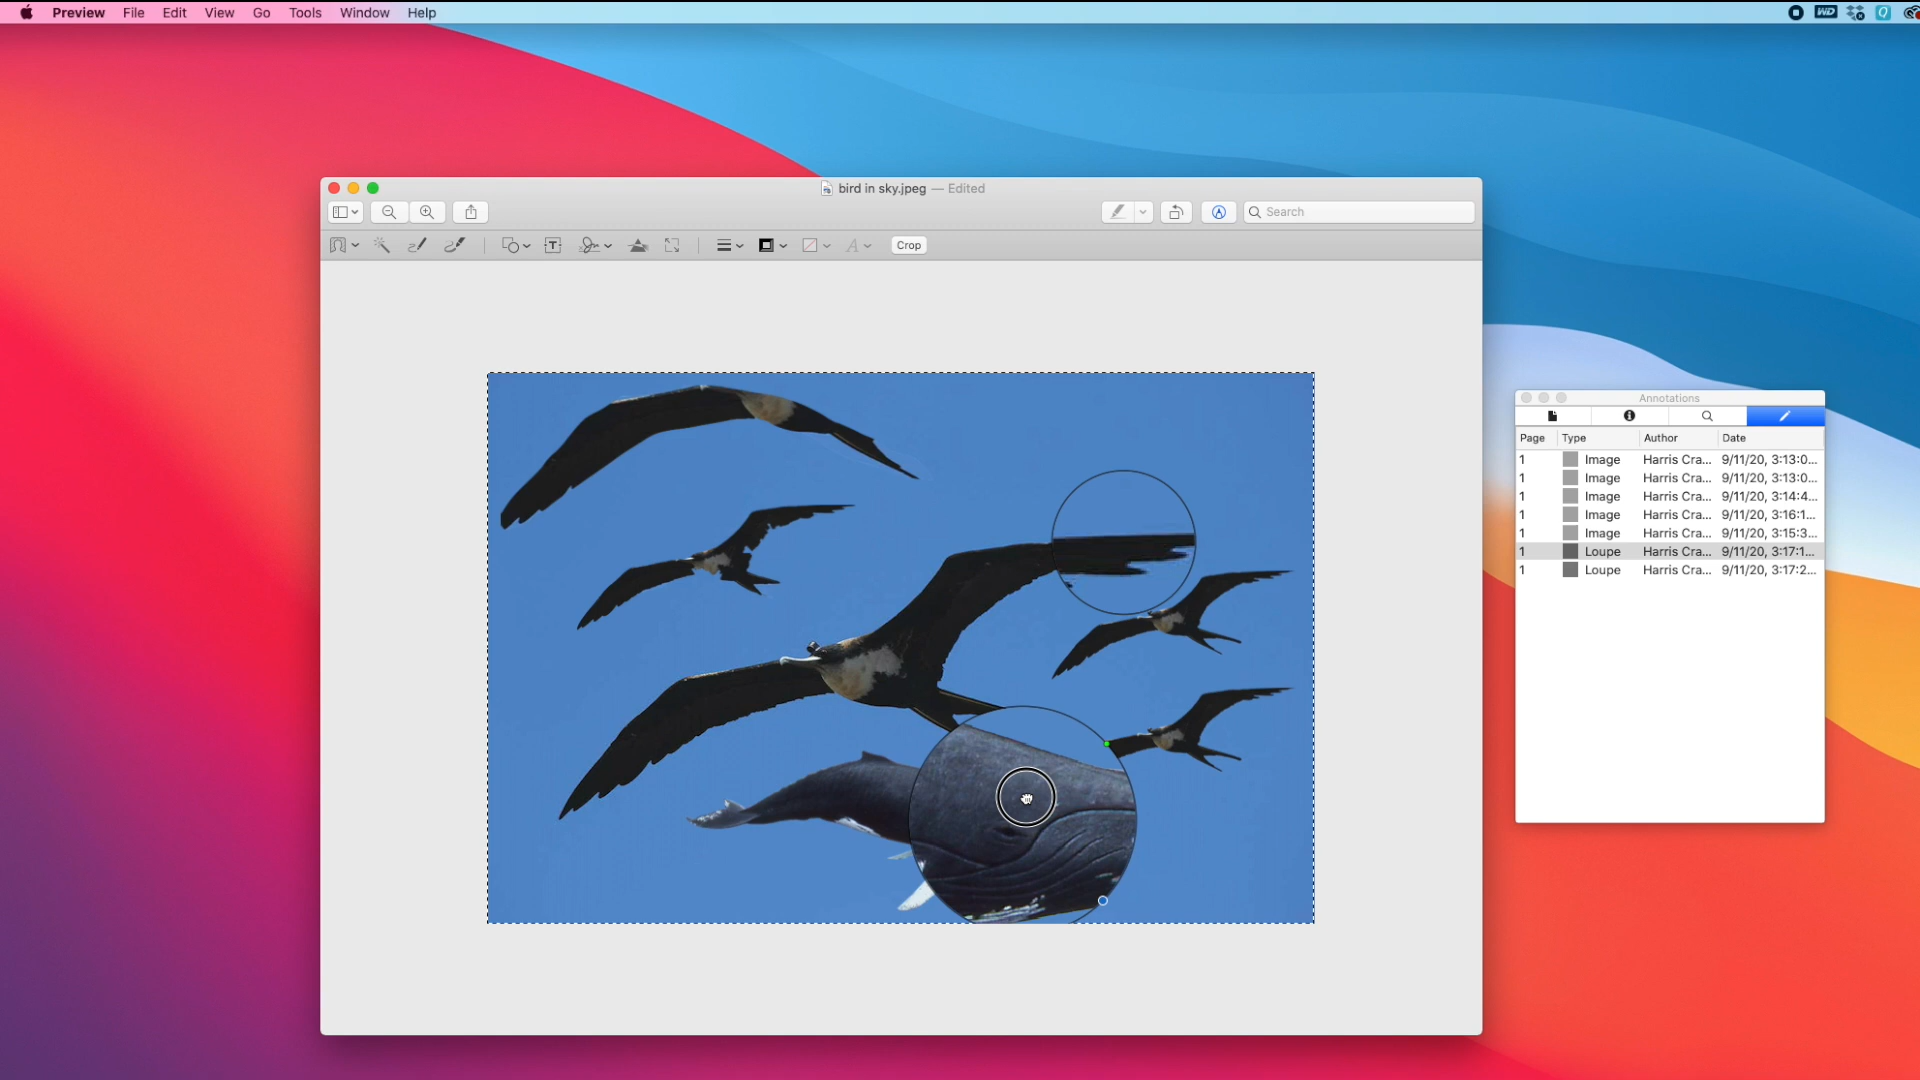 Preview File Edit View Go Tools Window Help
WD Q
bird in sky.jpeg — Edited
Search
T A Crop
Annotations
Page Type Author Date
1 Image Harris Cra... 9/11/20, 3:13:0...
1 Image Harris Cra... 9/11/20, 3:13:0...
1 Image Harris Cra... 9/11/20, 3:14:4...
1 Image Harris Cra... 9/11/20, 3:16:1...
1 Image Harris Cra... 9/11/20, 3:15:3...
1 Loupe Harris Cra... 9/11/20, 3:17:1...
1 Loupe Harris Cra... 9/11/20, 3:17:2...